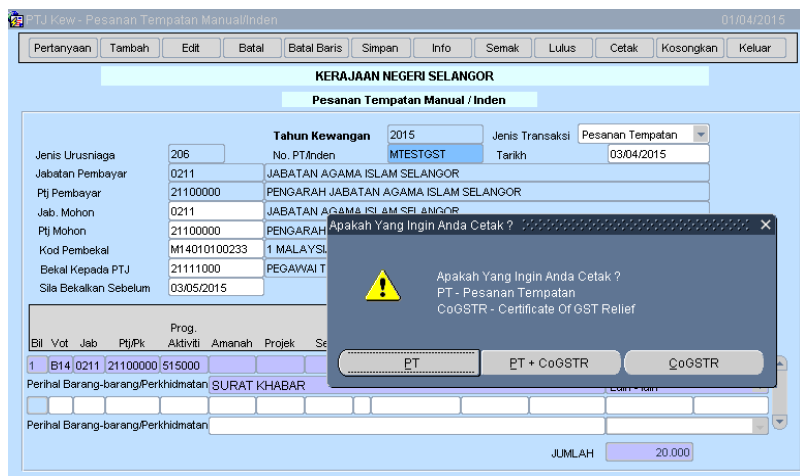 PTJ Kew - Pesanan Tempatan Manual/Inden 01/04/2015
Pertanyaan Tambah Edit Batal Batal Baris Simpan Info Semak Lulus Cetak Kosongkan Keluar
KERAJAAN NEGERI SELANGOR
Pesanan Tempatan Manual / Inden
Tahun Kewangan 2015 Jenis Transaksi Pesanan Tempatan
Jenis Urusniaga 206 No. PT/Inden MTESTGST Tarikh 03/04/2015
Jabatan Pembayar 0211 JABATAN AGAMA ISLAM SELANGOR
Ptj Pembayar 21100000 PENGARAH JABATAN AGAMA ISLAM SELANGOR
Jab. Mohon 0211 JABATAN AGAMA ISLAM SELANGOR
Ptj Mohon 21100000 PENGARAH
Kod Pembekal M14010100233 1 MALAYSI
Bekal Kepada PTJ 21111000 PEGAWAI T
Sila Bekalkan Sebelum 03/05/2015
Apakah Yang Ingin Anda Cetak ?
Apakah Yang Ingin Anda Cetak ?
PT - Pesanan Tempatan
CoGSTR - Certificate Of GST Relief
PT PT + CoGSTR CoGSTR
Prog.
Bil Vot Jab Ptj/Pk Aktiviti Amanah Projek Se
1 B14 0211 21100000 515000
Perihal Barang-barang/Perkhidmatan SURAT KHABAR Lain - lain
Perihal Barang-barang/Perkhidmatan
JUMLAH 20.000